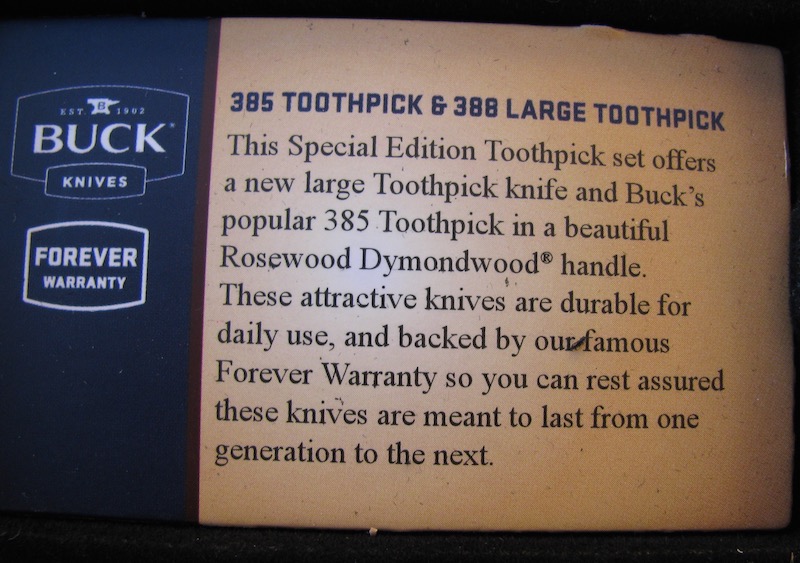 EST. B 1902
BUCK®
KNIVES
FOREVER
WARRANTY
385 TOOTHPICK & 388 LARGE TOOTHPICK
This Special Edition Toothpick set offers
a new large Toothpick knife and Buck's
popular 385 Toothpick in a beautiful
Rosewood Dymondwood® handle.
These attractive knives are durable for
daily use, and backed by our famous
Forever Warranty so you can rest assured
these knives are meant to last from one
generation to the next.